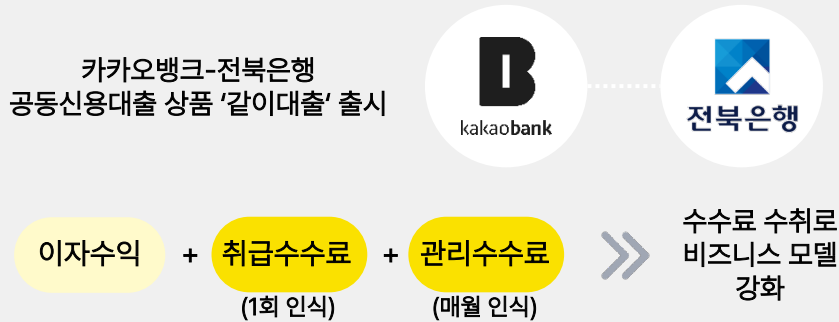 카카오뱅크-전북은행
공동신용대출 상품 ‘같이대출‘ 출시
kakaobank
전북은행
이자수익 + 취급수수료 + 관리수수료
(1회 인식) (매월 인식)
수수료 수취로
비즈니스 모델
강화